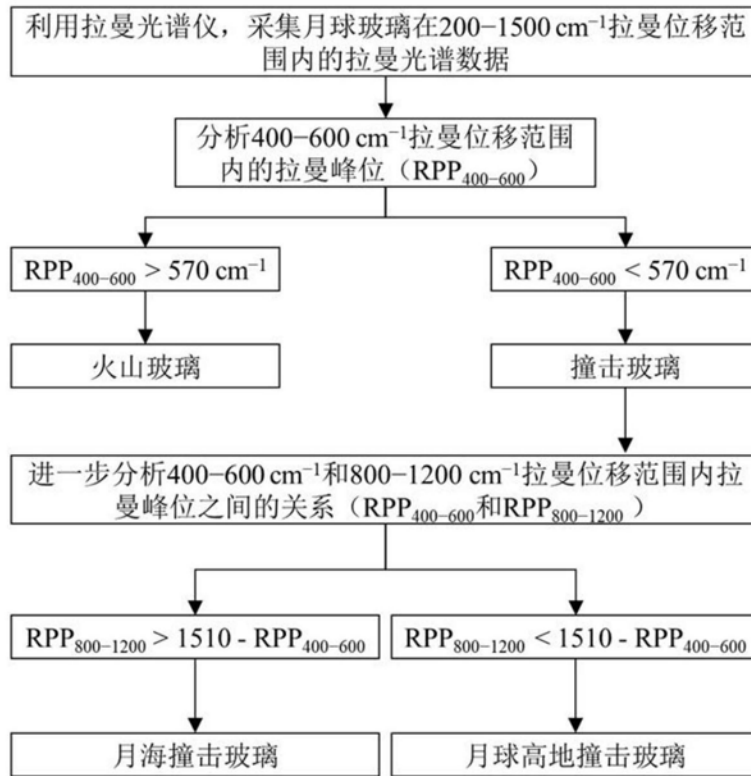 利用拉曼光谱仪，采集月球玻璃在200−1500 cm⁻¹拉曼位移范
围内的拉曼光谱数据
分析400−600 cm⁻¹拉曼位移范围
内的拉曼峰位（RPP₄₀₀₋₆₀₀）
RPP₄₀₀₋₆₀₀ > 570 cm⁻¹
RPP₄₀₀₋₆₀₀ < 570 cm⁻¹
火山玻璃
撞击玻璃
进一步分析400−600 cm⁻¹和800−1200 cm⁻¹拉曼位移范围内拉
曼峰位之间的关系（RPP₄₀₀₋₆₀₀和RPP₈₀₀₋₁₂₀₀ ）
RPP₈₀₀₋₁₂₀₀ > 1510 - RPP₄₀₀₋₆₀₀
RPP₈₀₀₋₁₂₀₀ < 1510 - RPP₄₀₀₋₆₀₀
月海撞击玻璃
月球高地撞击玻璃